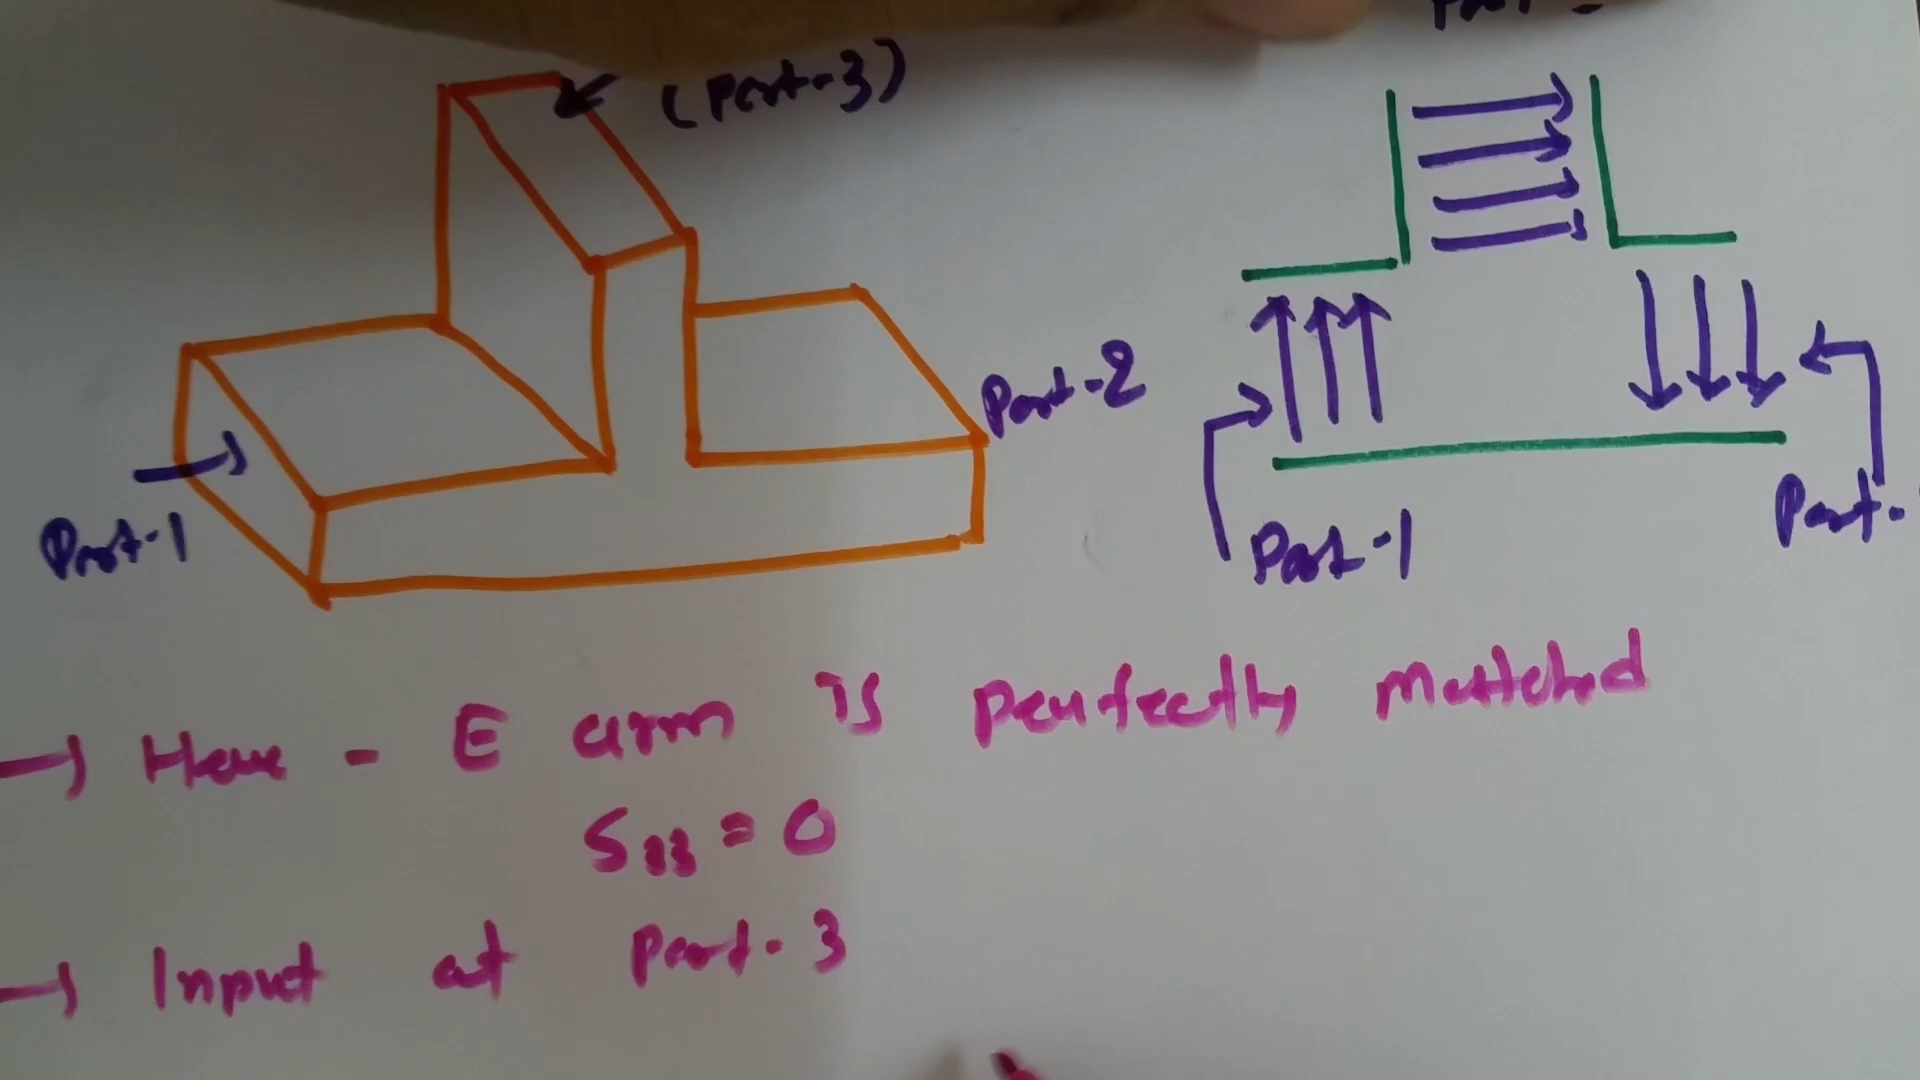 (Port-3)
Port-2
Port-1
Port-1
Port-
→ Here - E arm is perfectly matched
S33 = 0
→ Input at Port-3